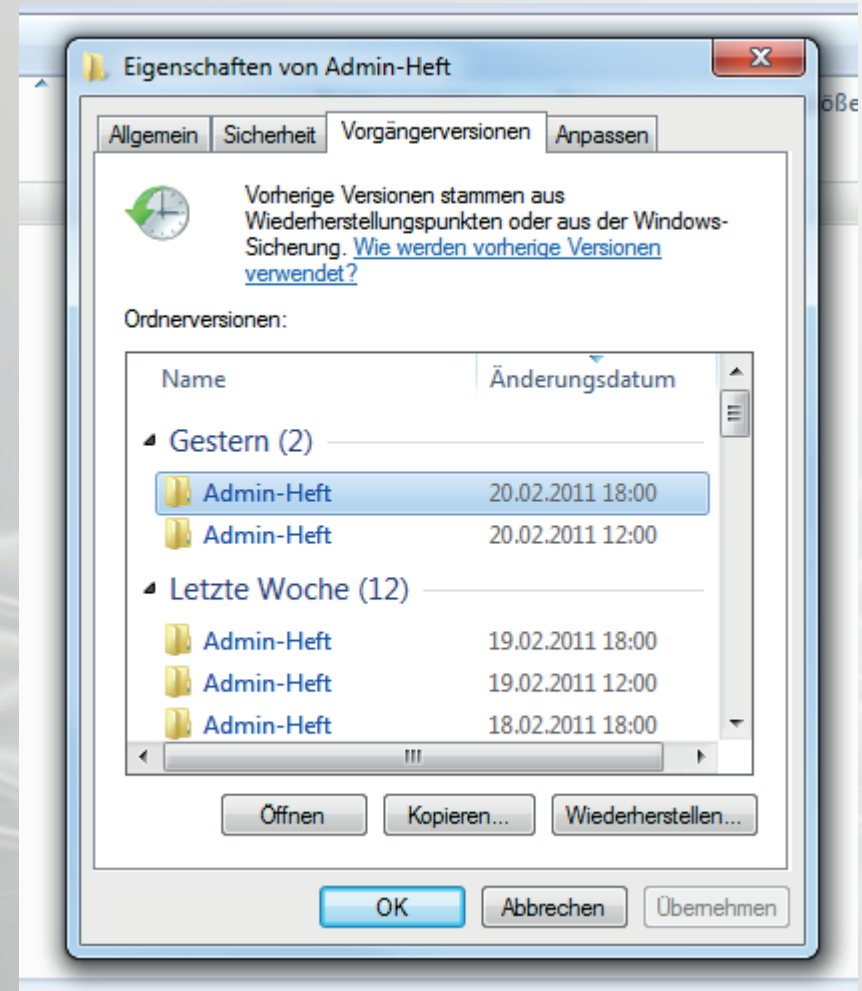 Eigenschaften von Admin-Heft
öße
Allgemein Sicherheit Vorgängerversionen Anpassen
Vorherige Versionen stammen aus
Wiederherstellungspunkten oder aus der Windows-
Sicherung. Wie werden vorherige Versionen
verwendet?
Ordnerversionen:
Name Änderungsdatum
Gestern (2)
Admin-Heft 20.02.2011 18:00
Admin-Heft 20.02.2011 12:00
Letzte Woche (12)
Admin-Heft 19.02.2011 18:00
Admin-Heft 19.02.2011 12:00
Admin-Heft 18.02.2011 18:00
Öffnen Kopieren... Wiederherstellen...
OK Abbrechen Übernehmen